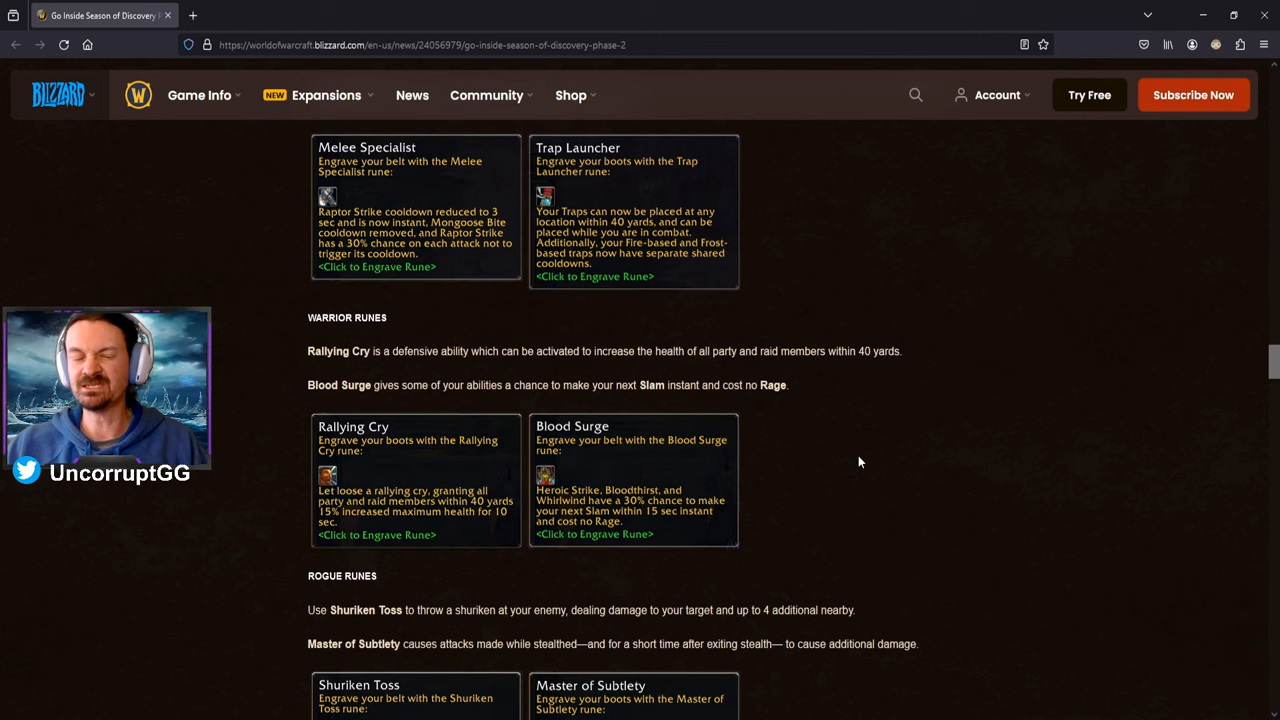 Go Inside Season of Discovery
https://worldofwarcraft.blizzard.com/en-us/news/24056979/go-inside-season-of-discovery-phase-2
BLIZZARD
W
Game Info
NEW
Expansions
News
Community
Shop
Account
Try Free
Subscribe Now
Melee Specialist
Engrave your belt with the Melee
Specialist rune:
Raptor Strike cooldown reduced to 3
sec and is now instant, Mongoose Bite
cooldown removed, and Raptor Strike
has a 30% chance on each attack not to
trigger its cooldown.
<Click to Engrave Rune>
Trap Launcher
Engrave your boots with the Trap
Launcher rune:
Your Traps can now be placed at any
location within 40 yards, and can be
placed while you are in combat.
Additionally, your Fire-based and Frost-
based traps now have separate shared
cooldowns.
<Click to Engrave Rune>
WARRIOR RUNES
Rallying Cry is a defensive ability which can be activated to increase the health of all party and raid members within 40 yards.
Blood Surge gives some of your abilities a chance to make your next Slam instant and cost no Rage.
Rallying Cry
Engrave your boots with the Rallying
Cry rune:
Let loose a rallying cry, granting all
party and raid members within 40 yards
15% increased maximum health for 10
sec.
<Click to Engrave Rune>
Blood Surge
Engrave your belt with the Blood Surge
rune:
Heroic Strike, Bloodthirst, and
Whirlwind have a 30% chance to make
your next Slam within 15 sec instant
and cost no Rage.
<Click to Engrave Rune>
UncorruptGG
ROGUE RUNES
Use Shuriken Toss to throw a shuriken at your enemy, dealing damage to your target and up to 4 additional nearby.
Master of Subtlety causes attacks made while stealthed—and for a short time after exiting stealth— to cause additional damage.
Shuriken Toss
Engrave your belt with the Shuriken
Toss rune:
Master of Subtlety
Engrave your boots with the Master of
Subtlety rune: